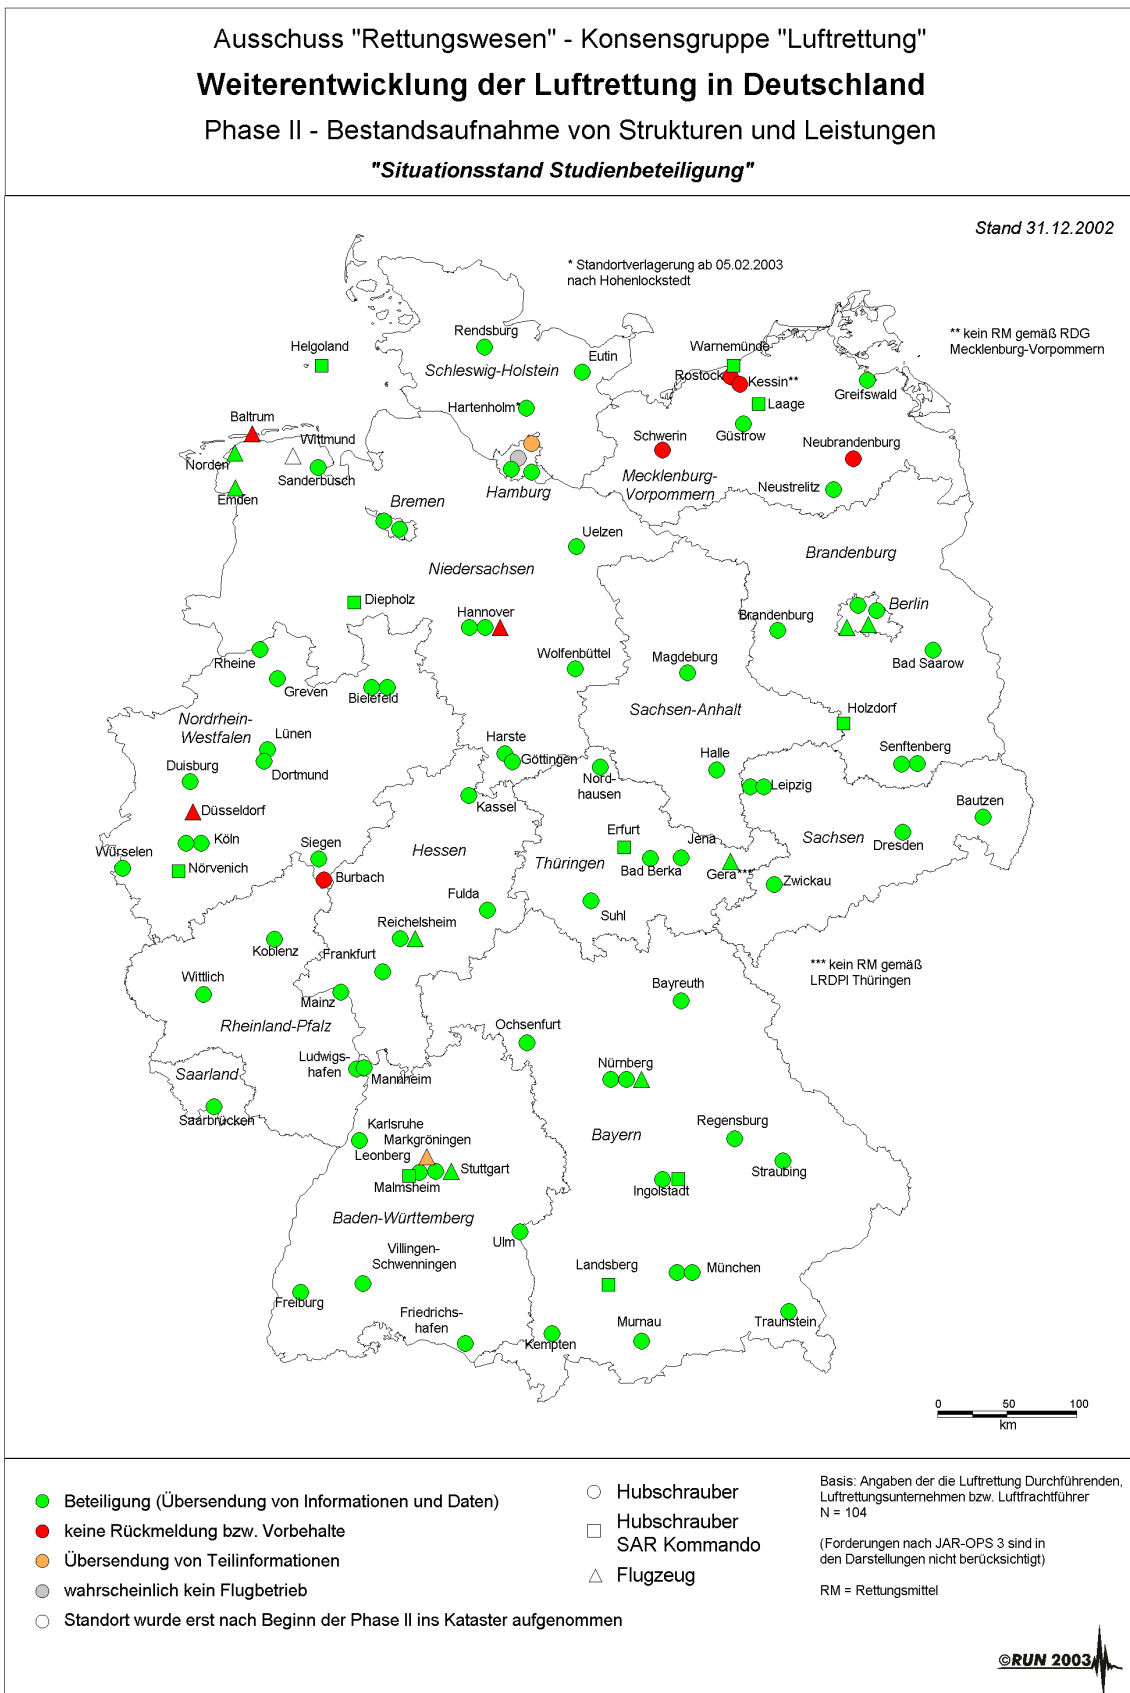 Ausschuss "Rettungswesen" - Konsensgruppe "Luftrettung"
Weiterentwicklung der Luftrettung in Deutschland
Phase II - Bestandsaufnahme von Strukturen und Leistungen
"Situationsstand Studienbeteiligung"
Stand 31.12.2002
* Standortverlagerung ab 05.02.2003
nach Hohenlockstedt
** kein RM gemäß RDG
Mecklenburg-Vorpommern
Rendsburg
Helgoland
Eutin
Schleswig-Holstein
Warnemünde
Rostock
Kessin**
Greifswald
Laage
Hartenholm*
Baltrum
Wittmund
Norden
Sanderbusch
Emden
Schwerin
Güstrow
Neubrandenburg
Mecklenburg-
Vorpommern
Neustrelitz
Hamburg
Bremen
Uelzen
Niedersachsen
Brandenburg
Diepholz
Hannover
Berlin
Brandenburg
Bad Saarow
Rheine
Greven
Bielefeld
Wolfenbüttel
Magdeburg
Sachsen-Anhalt
Holzdorf
Nordrhein-
Westfalen
Lünen
Dortmund
Duisburg
Harste
Göttingen
Nord-
hausen
Halle
Senftenberg
Leipzig
Düsseldorf
Kassel
Bautzen
Köln
Siegen
Hessen
Erfurt
Jena
Sachsen
Dresden
Würselen
Nörvenich
Burbach
Thüringen
Bad Berka
Gera***
Zwickau
Fulda
Suhl
Reichelsheim
Koblenz
Frankfurt
*** kein RM gemäß
LRDPl Thüringen
Wittlich
Mainz
Bayreuth
Rheinland-Pfalz
Ochsenfurt
Ludwigs-
hafen
Mannheim
Nürnberg
Saarland
Saarbrücken
Karlsruhe
Markgröningen
Leonberg
Stuttgart
Malmsheim
Bayern
Regensburg
Straubing
Ingolstadt
Baden-Württemberg
Ulm
Villingen-
Schwenningen
Landsberg
München
Freiburg
Friedrichs-
hafen
Kempten
Murnau
Traunstein
0 50 100
km
Beteiligung (Übersendung von Informationen und Daten)
keine Rückmeldung bzw. Vorbehalte
Übersendung von Teilinformationen
wahrscheinlich kein Flugbetrieb
Standort wurde erst nach Beginn der Phase II ins Kataster aufgenommen
Hubschrauber
Hubschrauber
SAR Kommando
Flugzeug
Basis: Angaben der die Luftrettung Durchführenden,
Luftrettungsunternehmen bzw. Luftfrachtführer
N = 104
(Forderungen nach JAR-OPS 3 sind in
den Darstellungen nicht berücksichtigt)
RM = Rettungsmittel
©RUN 2003